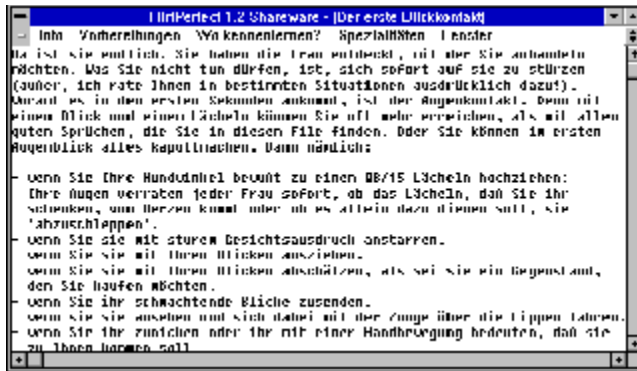 FlirtPerfect 1.2 Shareware - [Der erste Blickkontakt]
Info Vorbereitungen Wo kennenlernen? Spezialitäten Fenster
Da ist sie endlich. Sie haben die Frau entdeckt, mit der Sie anbandeln
möchten. Was Sie nicht tun dürfen, ist, sich sofort auf sie zu stürzen
(außer, ich rate Ihnen in bestimmten Situationen ausdrücklich dazu!).
Worauf es in den ersten Sekunden ankommt, ist der Augenkontakt. Denn mit
einem Blick und einem Lächeln können Sie oft mehr erreichen, als mit allen
guten Sprüchen, die Sie in diesem File finden. Oder Sie können im ersten
Augenblick alles kaputtmachen. Dann nämlich:
- wenn Sie Ihre Mundwinkel bewußt zu einem 08/15 Lächeln hochziehen:
Ihre Augen verraten jeder Frau sofort, ob das Lächeln, daß Sie ihr
schenken, vom Herzen kommt oder ob es allein dazu dienen soll, sie
'abzuschleppen'.
- wenn Sie sie mit sturem Gesichtsausdruck anstarren.
wenn Sie sie mit Ihren Blicken ausziehen.
wenn Sie sie mit Ihren Blicken abschätzen, als sei sie ein Gegenstand,
den Sie kaufen möchten.
- wenn Sie ihr schmachtende Blicke zusenden.
wenn sie sie ansehen und sich dabei mit der Zunge über die Lippen fahren.
- wenn Sie ihr zunicken oder ihr mit einer Handbewegung bedeuten, daß sie
zu Ihnen kommen soll